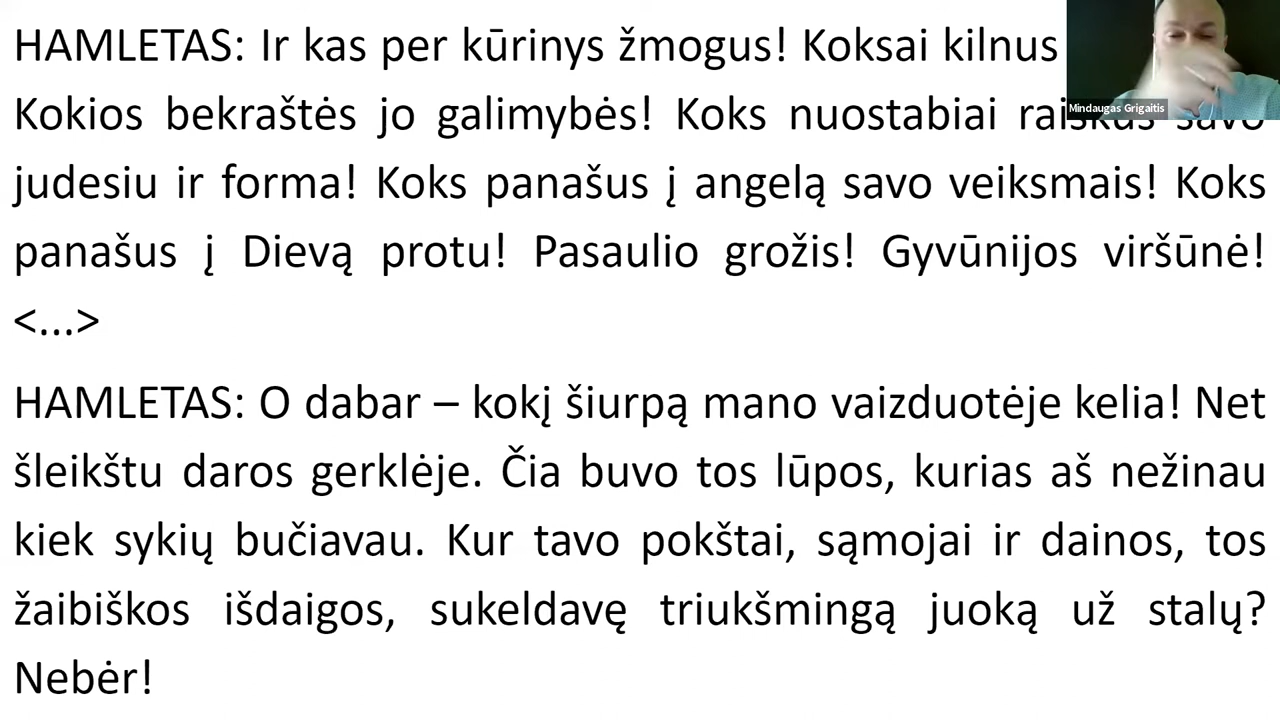 HAMLETAS: Ir kas per kūrinys žmogus! Koksai kilnus
Mindaugas Grigaitis
Kokios bekraštės jo galimybės! Koks nuostabiai raiškus savo
judesiu ir forma! Koks panašus į angelą savo veiksmais! Koks
panašus į Dievą protu! Pasaulio grožis! Gyvūnijos viršūnė!
<...>
HAMLETAS: O dabar – kokį šiurpą mano vaizduotėje kelia! Net
šleikštu daros gerklėje. Čia buvo tos lūpos, kurias aš nežinau
kiek sykių bučiavau. Kur tavo pokštai, sąmojai ir dainos, tos
žaibiškos išdaigos, sukeldavę triukšmingą juoką už stalų?
Nebėr!